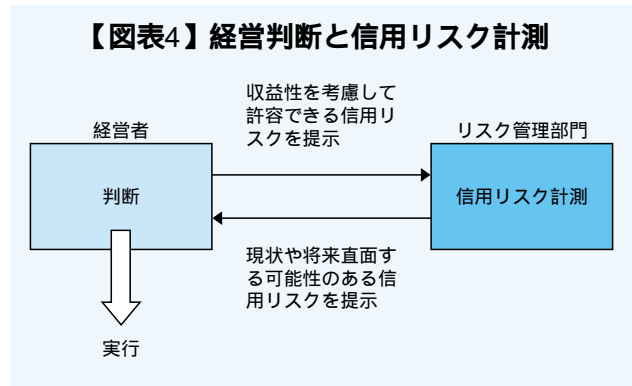 【図表4】経営判断と信用リスク計測
収益性を考慮して
許容できる信用リ
スクを提示
経営者
リスク管理部門
判断
信用リスク計測
現状や将来直面す
る可能性のある信
用リスクを提示
実行